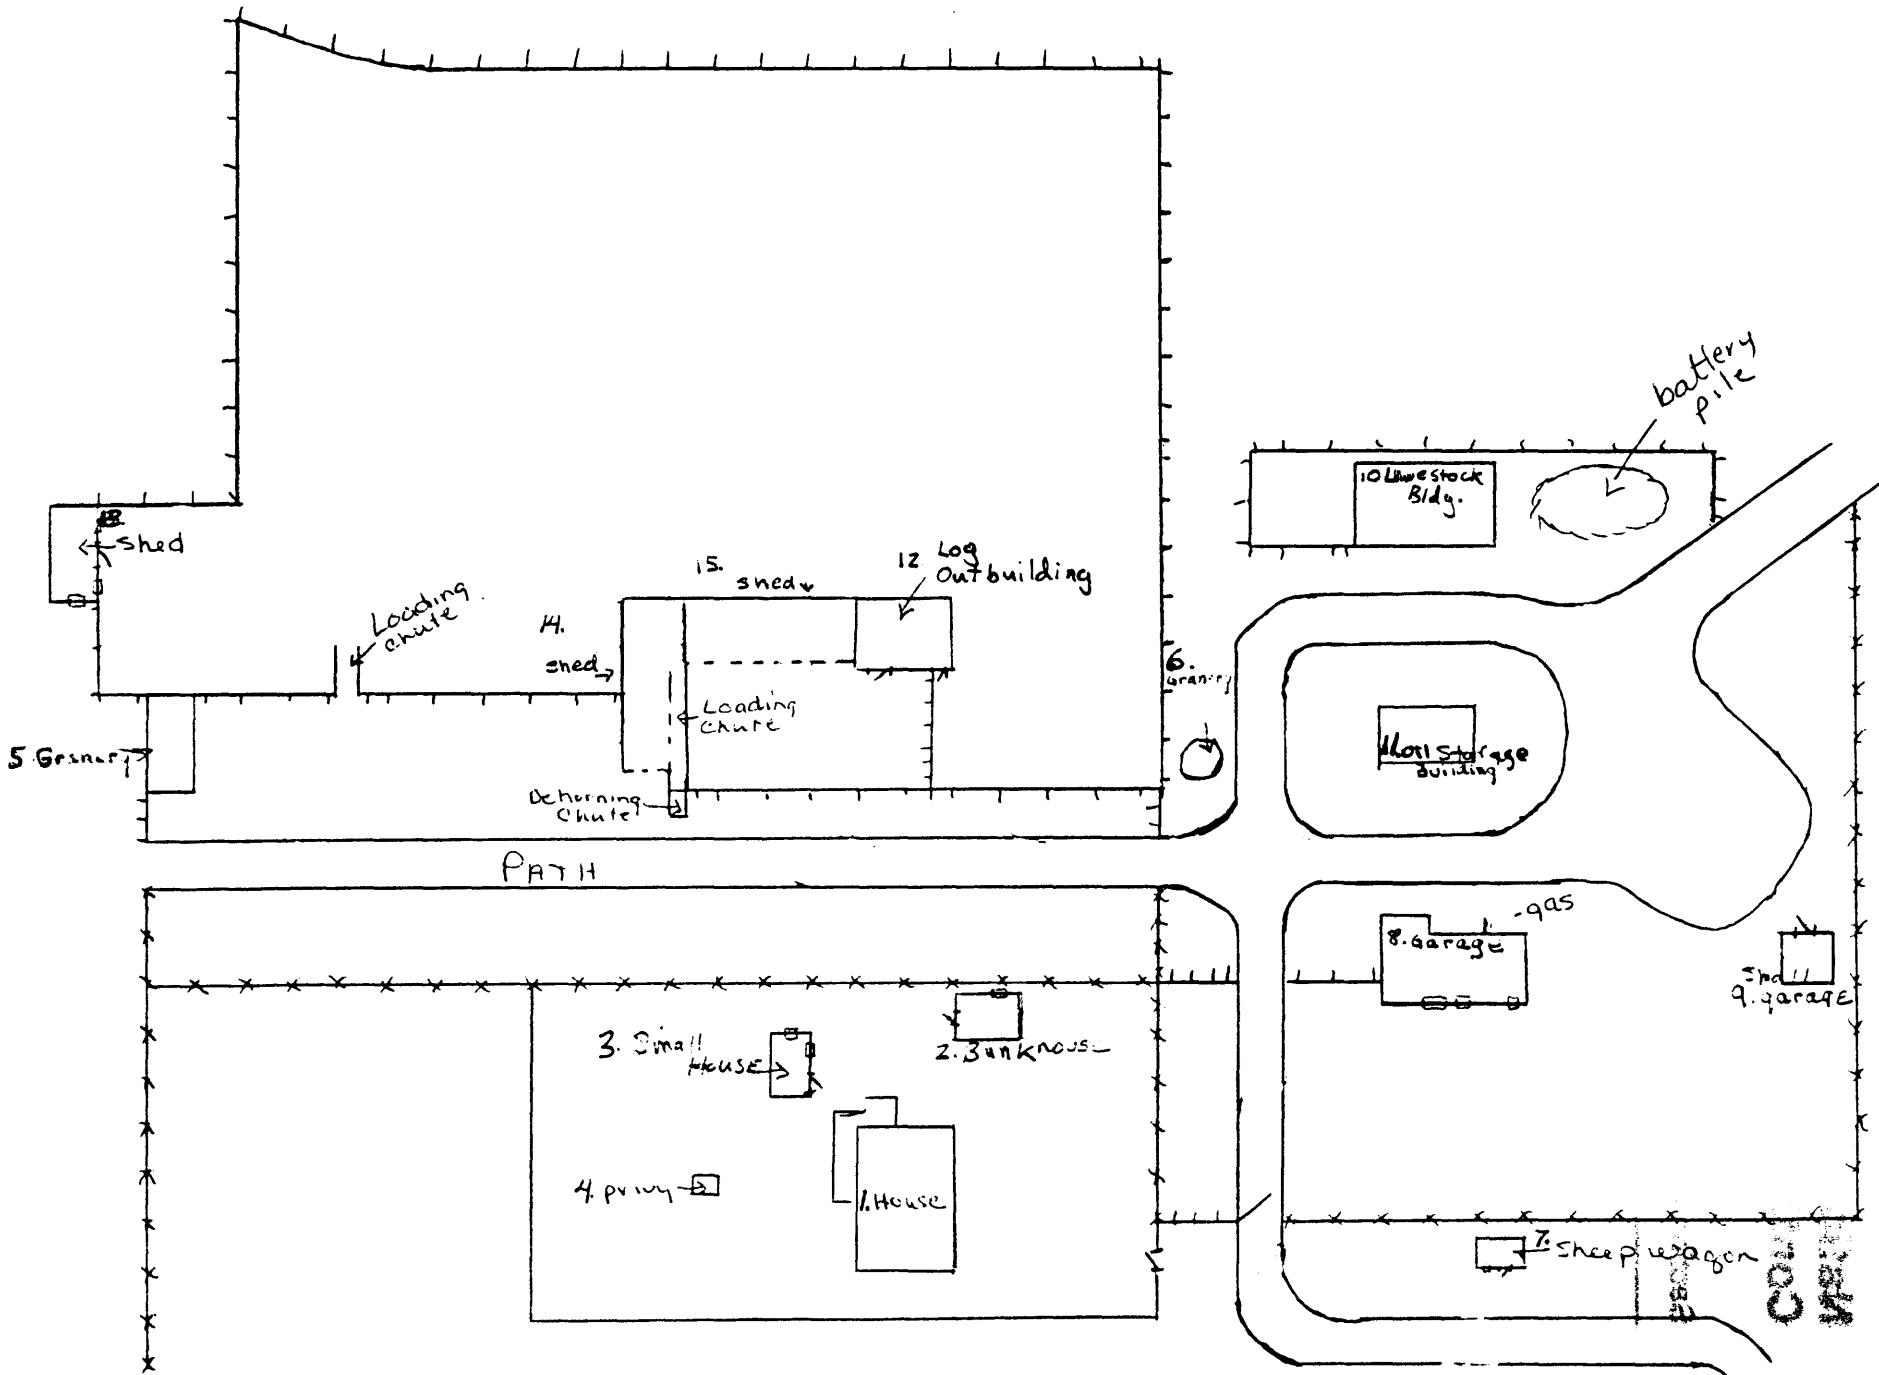 battery
pile
10 Livestock
Bldg.
Shed
Loading
Chute
15.
shed
12 Log
Outbuilding
14.
shed
6.
Granery
Loading
Chute
5. Granary
Storage
Building
Dehorning
Chute
PATH
-gas
8. Garage
Small
9. garage
3. Small
House
2. Bunkhouse
4. privy
1. House
7. Sheep wagon